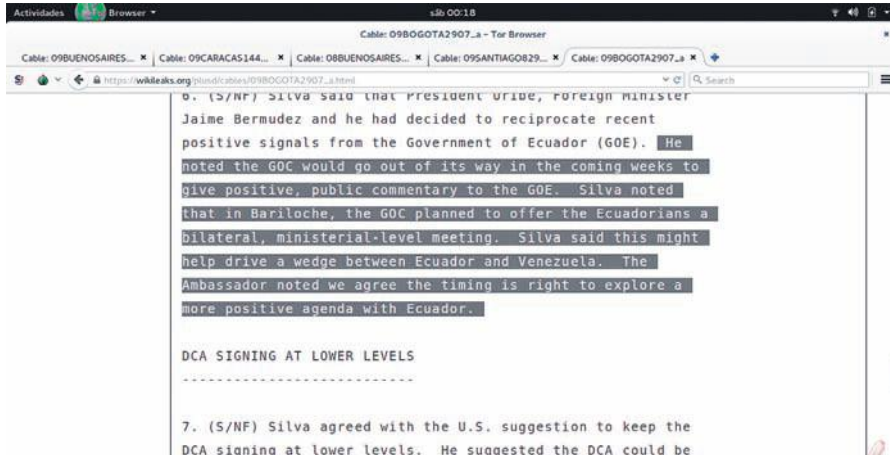 Actividades Browser sáb 00:18
Cable: 09BOGOTA2907_a – Tor Browser
Cable: 09BUENOSAIRES... Cable: 09CARACAS144... Cable: 08BUENOSAIRES... Cable: 09SANTIAGO829... Cable: 09BOGOTA2907_a
https://wikileaks.org/plusd/cables/09BOGOTA2907_a.html Search
6. (S/NF) Silva said that President Uribe, Foreign Minister
Jaime Bermudez and he had decided to reciprocate recent
positive signals from the Government of Ecuador (GOE). He
noted the GOC would go out of its way in the coming weeks to
give positive, public commentary to the GOE. Silva noted
that in Bariloche, the GOC planned to offer the Ecuadorians a
bilateral, ministerial-level meeting. Silva said this might
help drive a wedge between Ecuador and Venezuela. The
Ambassador noted we agree the timing is right to explore a
more positive agenda with Ecuador.
DCA SIGNING AT LOWER LEVELS
---------------------------
7. (S/NF) Silva agreed with the U.S. suggestion to keep the
DCA signing at lower levels. He suggested the DCA could be